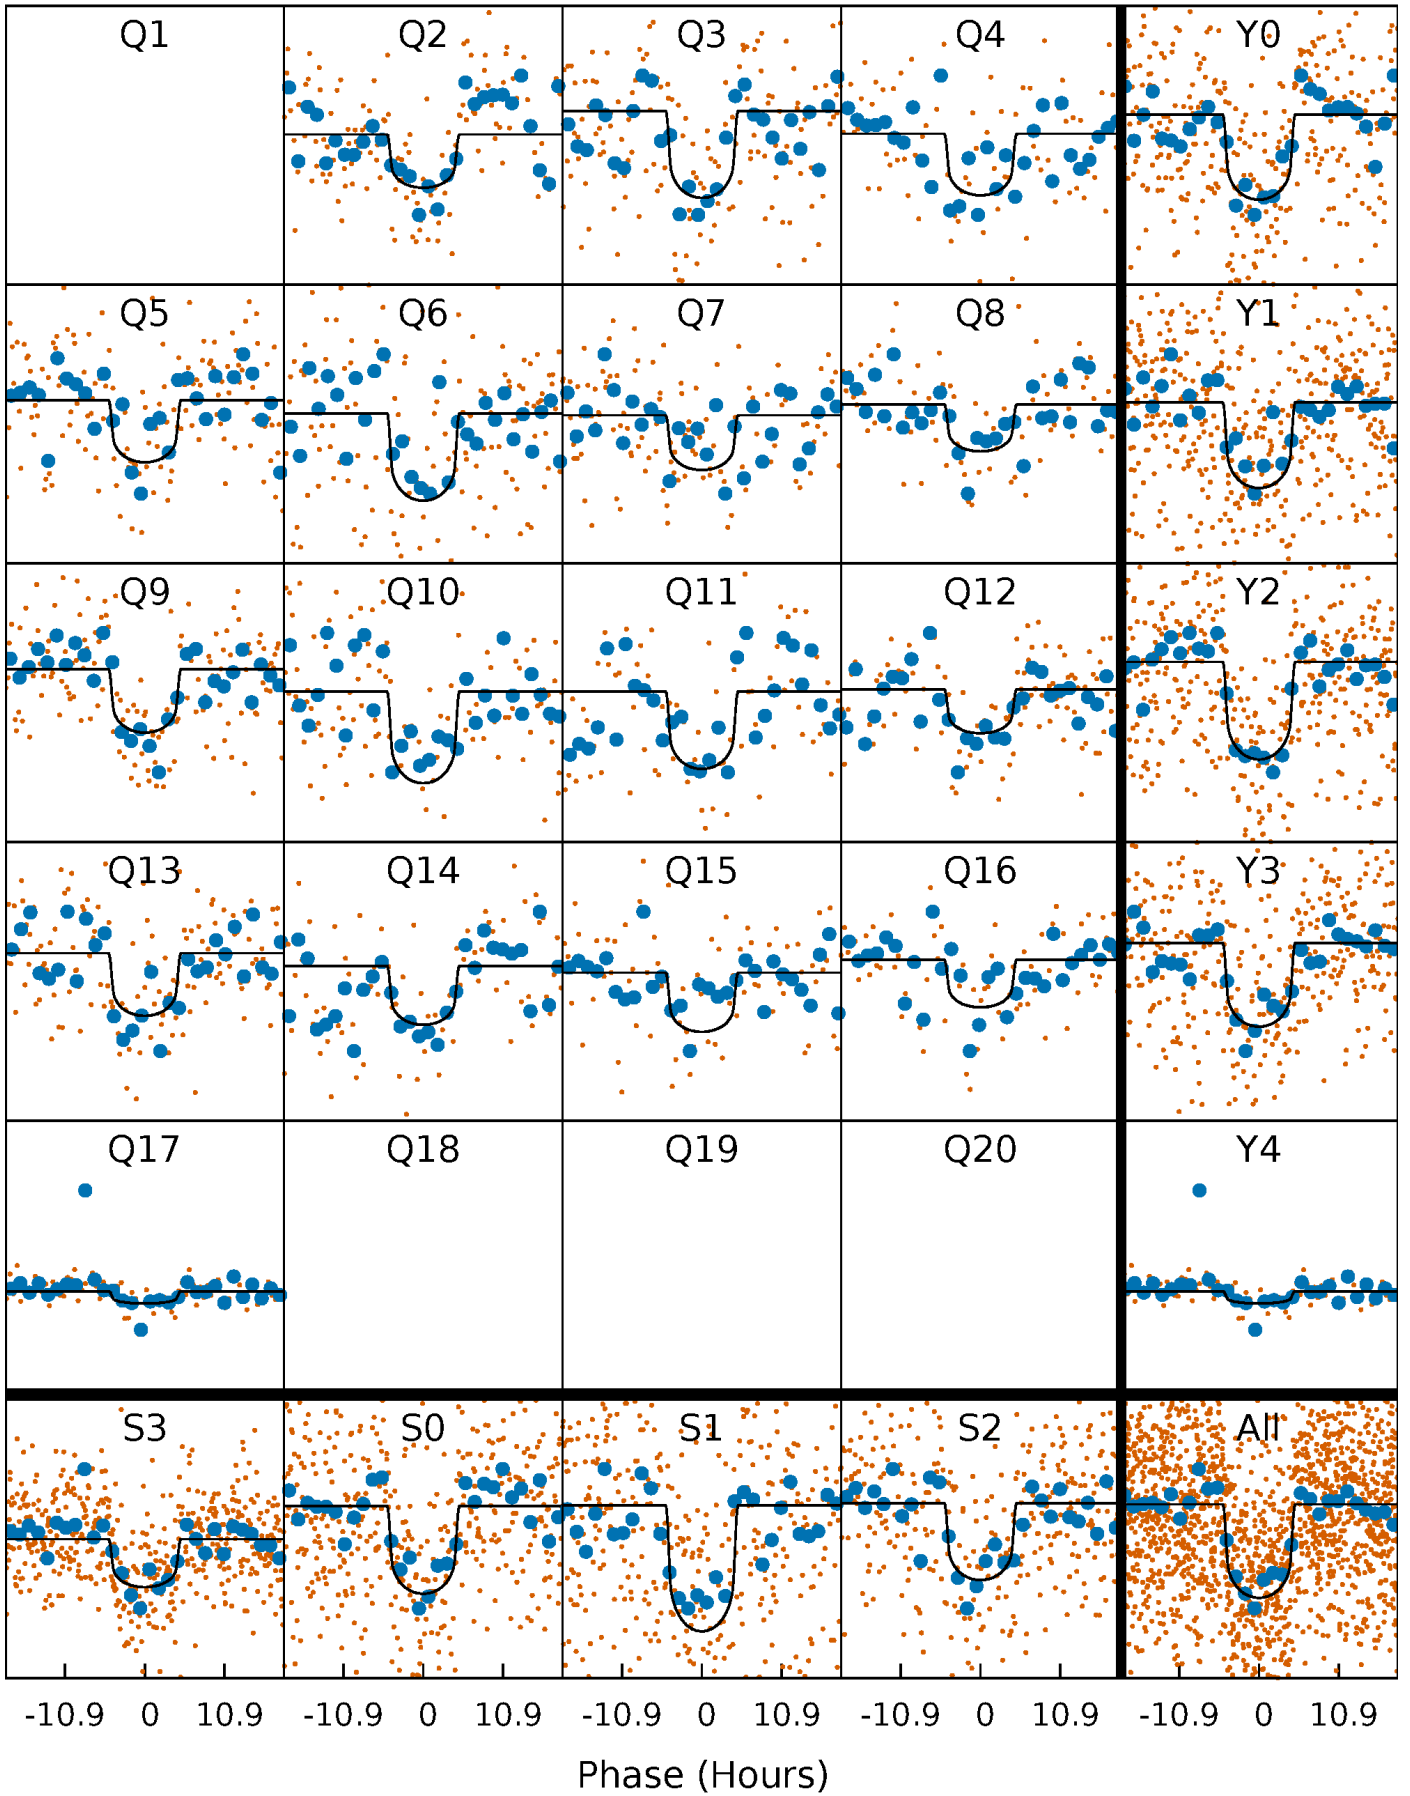 Q1 Q2 Q3 Q4 Y0
Q5 Q6 Q7 Q8 Y1
Q9 Q10 Q11 Q12 Y2
Q13 Q14 Q15 Q16 Y3
Q17 Q18 Q19 Q20 Y4
S3 S0 S1 S2 All
-10.9 0 10.9 -10.9 0 10.9 -10.9 0 10.9 -10.9 0 10.9 -10.9 0 10.9
Phase (Hours)